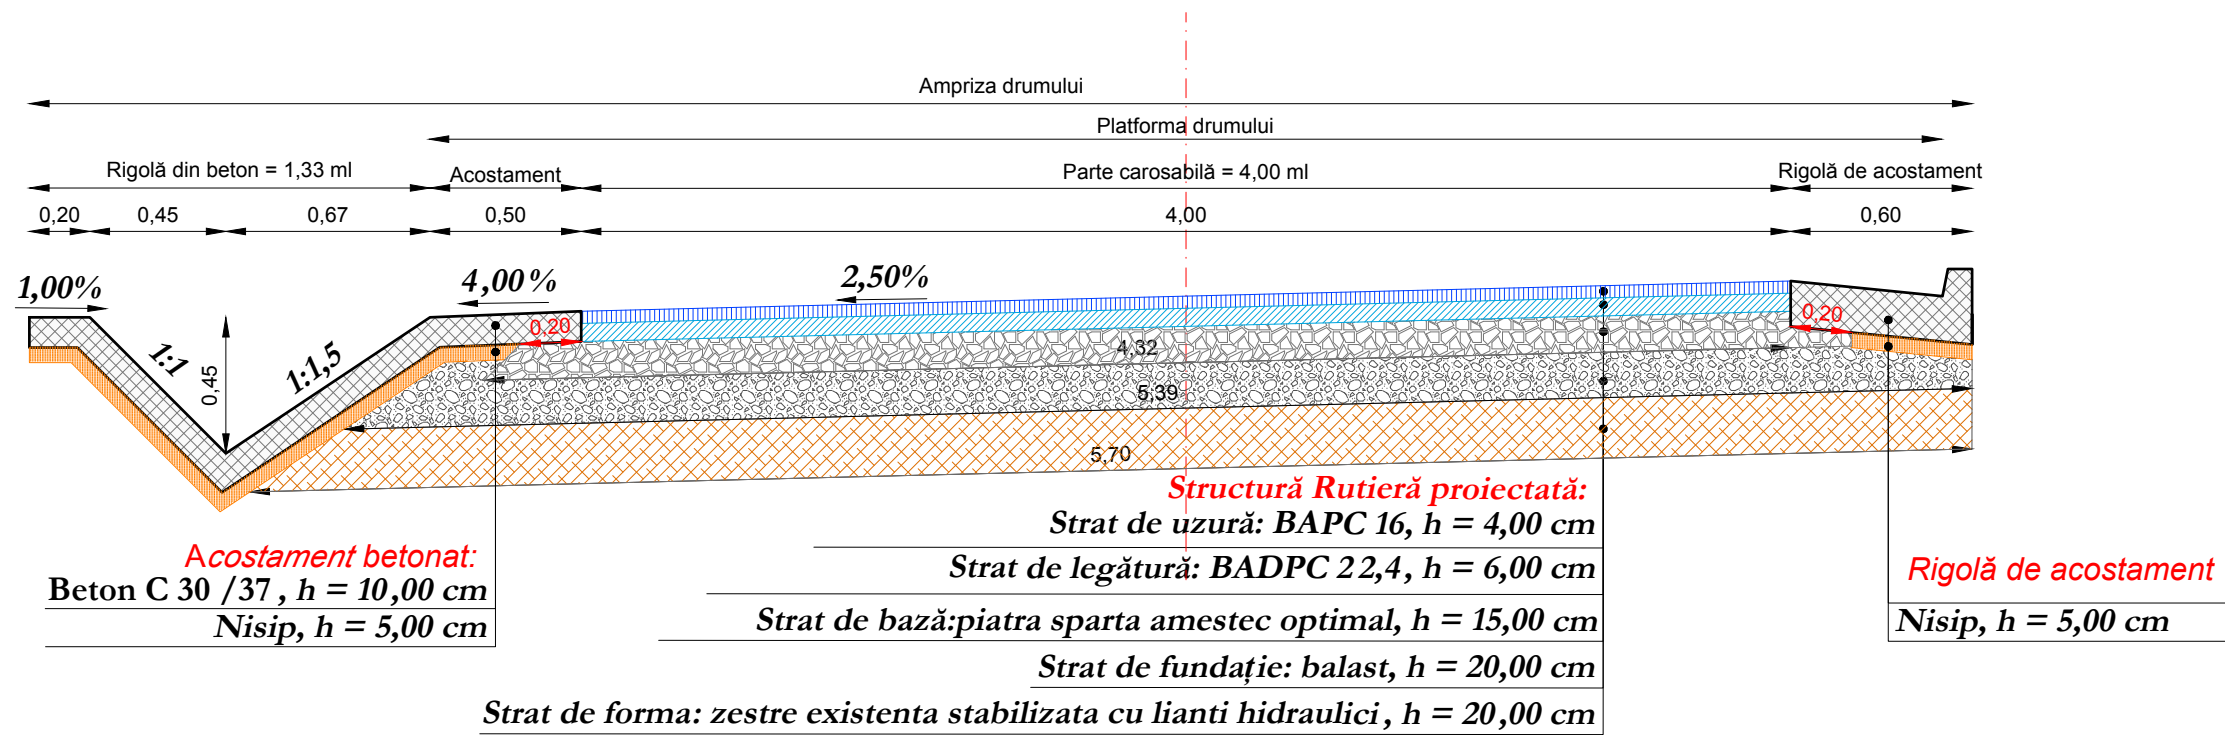 Ampriza drumului
Platforma drumului
Rigolă din beton = 1,33 ml
Acostament
Parte carosabilă = 4,00 ml
Rigolă de acostament
0,20
0,45
0,67
0,50
4,00
0,60
1,00%
4,00%
2,50%
1:1
0,45
1:1,5
0,20
0,20
4,32
5,39
5,70
Structură Rutieră proiectată:
Strat de uzură: BAPC 16, h = 4,00 cm
Strat de legătură: BADPC 22,4, h = 6,00 cm
Strat de bază:piatra sparta amestec optimal, h = 15,00 cm
Strat de fundație: balast, h = 20,00 cm
Strat de forma: zestre existenta stabilizata cu lianti hidraulici, h = 20,00 cm
Acostament betonat:
Beton C 30 /37, h = 10,00 cm
Nisip, h = 5,00 cm
Rigolă de acostament
Nisip, h = 5,00 cm